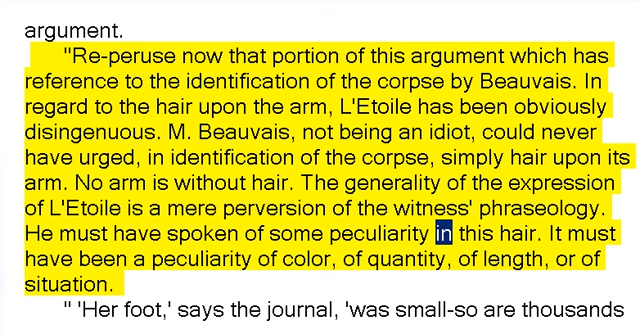 argument.
"Re-peruse now that portion of this argument which has
reference to the identification of the corpse by Beauvais. In
regard to the hair upon the arm, L'Etoile has been obviously
disingenuous. M. Beauvais, not being an idiot, could never
have urged, in identification of the corpse, simply hair upon its
arm. No arm is without hair. The generality of the expression
of L'Etoile is a mere perversion of the witness' phraseology.
He must have spoken of some peculiarity in this hair. It must
have been a peculiarity of color, of quantity, of length, or of
situation.
" 'Her foot,' says the journal, 'was small-so are thousands